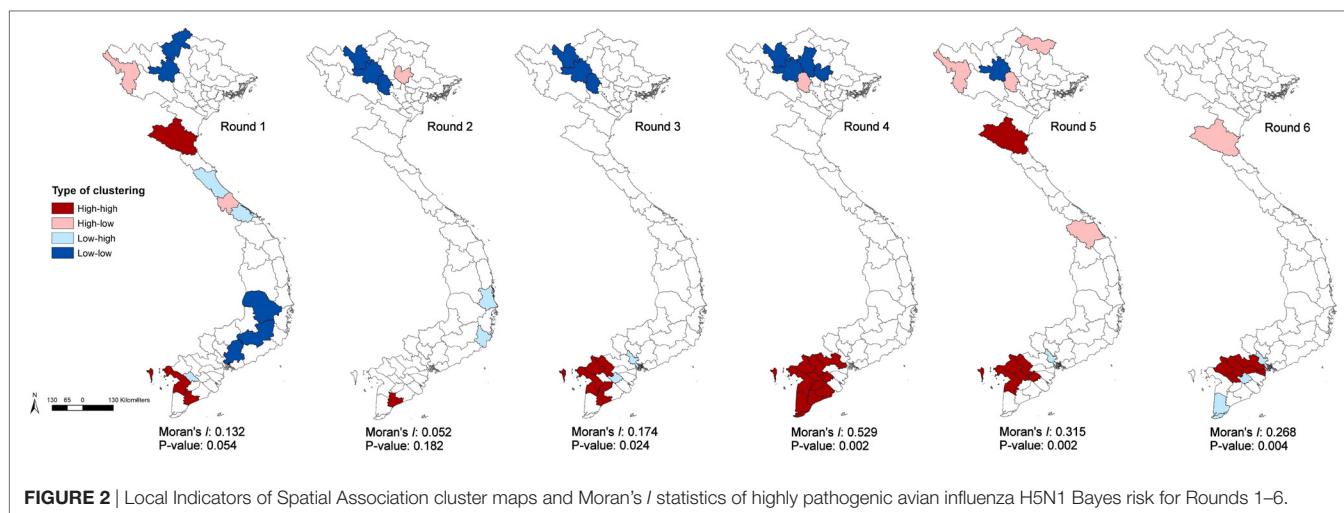 Round 1
Round 2
Round 3
Round 4
Round 5
Round 6
Type of clustering
High-high
High-low
Low-high
Low-low
N
130 65 0 130 Kilometers
Moran's I: 0.132
P-value: 0.054
Moran's I: 0.052
P-value: 0.182
Moran's I: 0.174
P-value: 0.024
Moran's I: 0.529
P-value: 0.002
Moran's I: 0.315
P-value: 0.002
Moran's I: 0.268
P-value: 0.004
FIGURE 2 | Local Indicators of Spatial Association cluster maps and Moran's I statistics of highly pathogenic avian influenza H5N1 Bayes risk for Rounds 1–6.